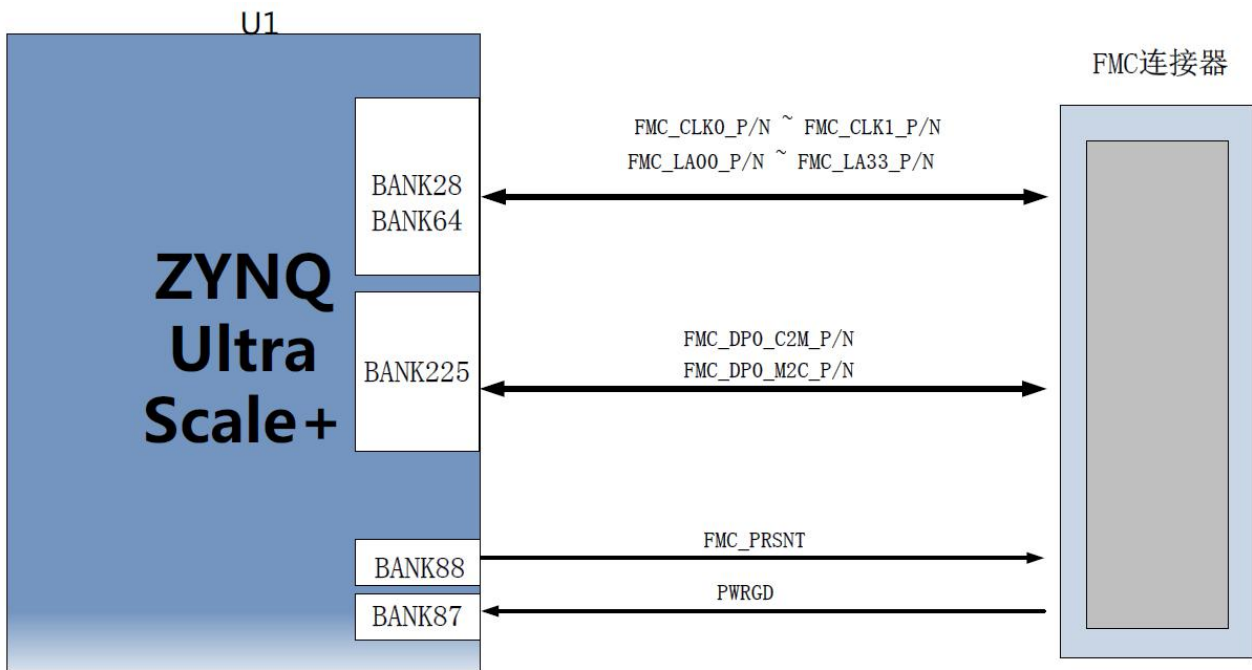 U1
FMC连接器
FMC_CLK0_P/N ~ FMC_CLK1_P/N
FMC_LA00_P/N ~ FMC_LA33_P/N
BANK28
BANK64
ZYNQ
Ultra
Scale+
BANK225
FMC_DP0_C2M_P/N
FMC_DP0_M2C_P/N
FMC_PRSNT
BANK88
PWRGD
BANK87